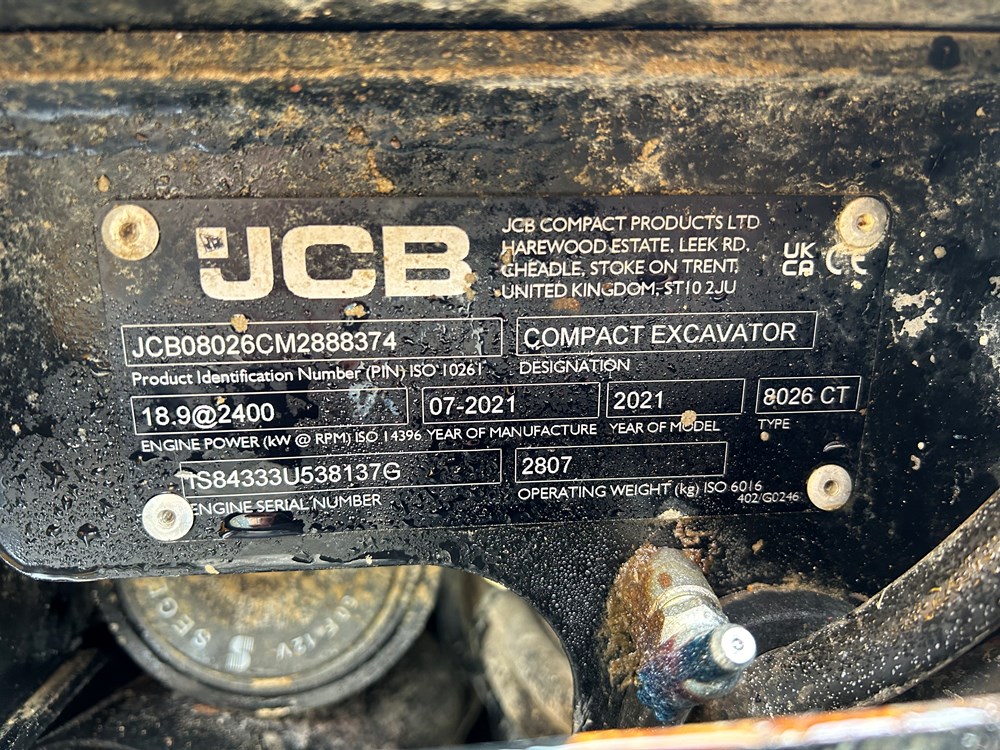 JCB
JCB COMPACT PRODUCTS LTD
HAREWOOD ESTATE, LEEK RD,
CHEADLE, STOKE ON TRENT,
UNITED KINGDOM, ST10 2JU
UK
CA CE
JCB08026CM2888374
Product Identification Number (PIN) ISO 10261
COMPACT EXCAVATOR
DESIGNATION
18.9@2400
ENGINE POWER (kW @ RPM) ISO 14396
07-2021
YEAR OF MANUFACTURE
2021
YEAR OF MODEL
8026 CT
TYPE
S84333U538137G
ENGINE SERIAL NUMBER
2807
OPERATING WEIGHT (kg) ISO 6016
402/G0246
12V